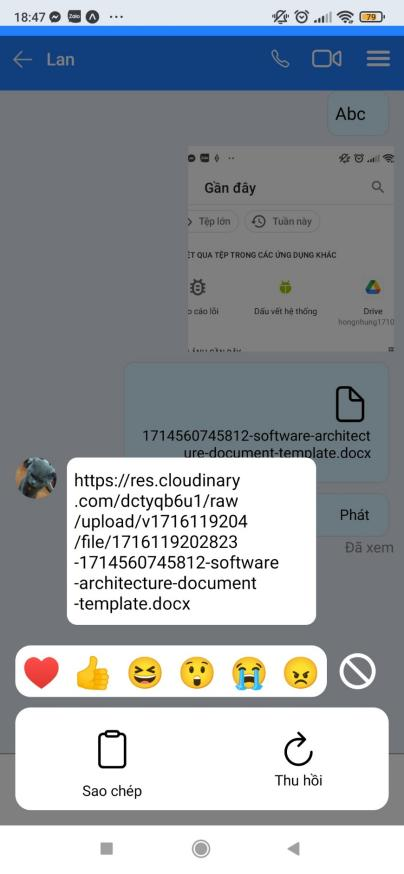 18:47
Zalo
79
Lan
Abc
Gần đây
Tệp lớn
Tuần này
ẾT QUẢ TỆP TRONG CÁC ỨNG DỤNG KHÁC
o cáo lỗi
Dấu vết hệ thống
Drive
hongnhung1710
1714560745812-software-architect
ure-document-template.docx
https://res.cloudinary
.com/dctyqb6u1/raw
/upload/v1716119204
/file/1716119202823
-1714560745812-software
-architecture-document
-template.docx
Phát
Đã xem
Sao chép
Thu hồi